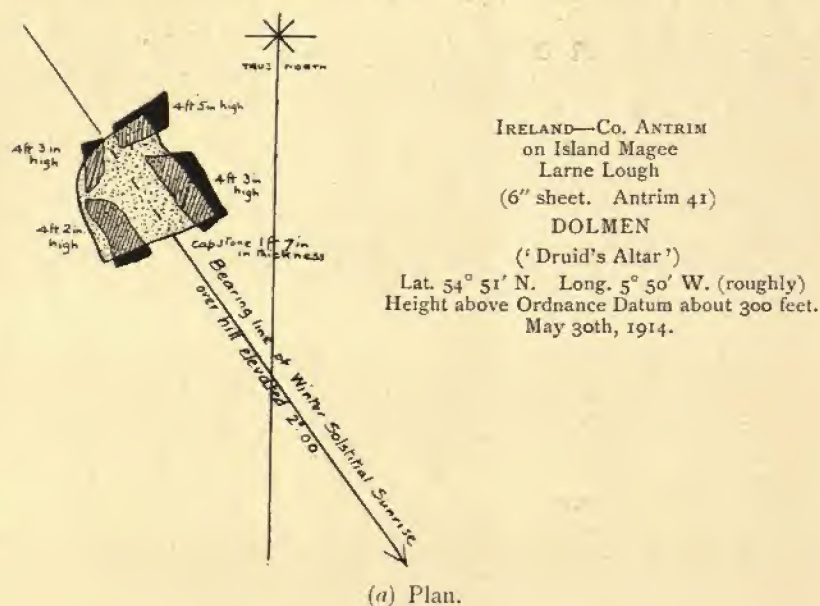 TRUE NORTH
4ft 5in high
4ft 3in
high
4ft 3in
high
4ft 2in
high
capstone 1ft 7in
in thickness
Bearing line of Winter Solstitial Sunrise
over hill elevated 2°.00
IRELAND—Co. ANTRIM
on Island Magee
Larne Lough
(6" sheet. Antrim 41)
DOLMEN
(‘Druid's Altar’)
Lat. 54° 51′ N. Long. 5° 50′ W. (roughly)
Height above Ordnance Datum about 300 feet.
May 30th, 1914.
(a) Plan.